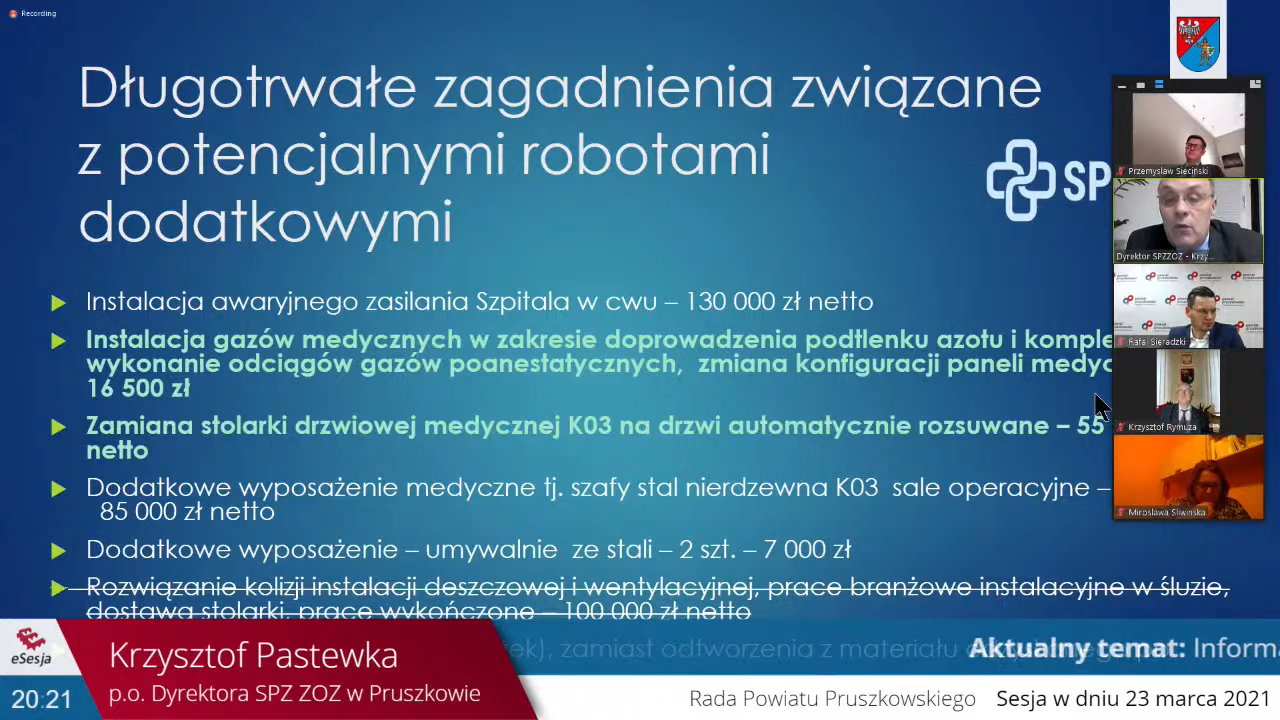 Recording
Długotrwałe zagadnienia związane
z potencjalnymi robotami
dodatkowymi
SP
Instalacja awaryjnego zasilania Szpitala w cwu – 130 000 zł netto
Instalacja gazów medycznych w zakresie doprowadzenia podtlenku azotu i komple
wykonanie odciągów gazów poanestatycznych, zmiana konfiguracji paneli medyc
16 500 zł
Zamiana stolarki drzwiowej medycznej K03 na drzwi automatycznie rozsuwane – 55
netto
Dodatkowe wyposażenie medyczne tj. szafy stal nierdzewna K03 sale operacyjne –
85 000 zł netto
Dodatkowe wyposażenie – umywalnie ze stali – 2 szt. – 7 000 zł
Rozwiązanie kolizji instalacji deszczowej i wentylacyjnej, prace branżowe instalacyjne w śluzie,
dostawa stolarki, prace wykończone – 100 000 zł netto
zamiast odtworzenia z materiału
Przemysław Sięciński
Dyrektor SPZZOZ - Krzy...
Rafał Sieradzki
Krzysztof Rymuza
Mirosława Śliwińska
Aktualny temat: Informa
eSesja
Krzysztof Pastewka
p.o. Dyrektora SPZ ZOZ w Pruszkowie
20:21
Rada Powiatu Pruszkowskiego
Sesja w dniu 23 marca 2021